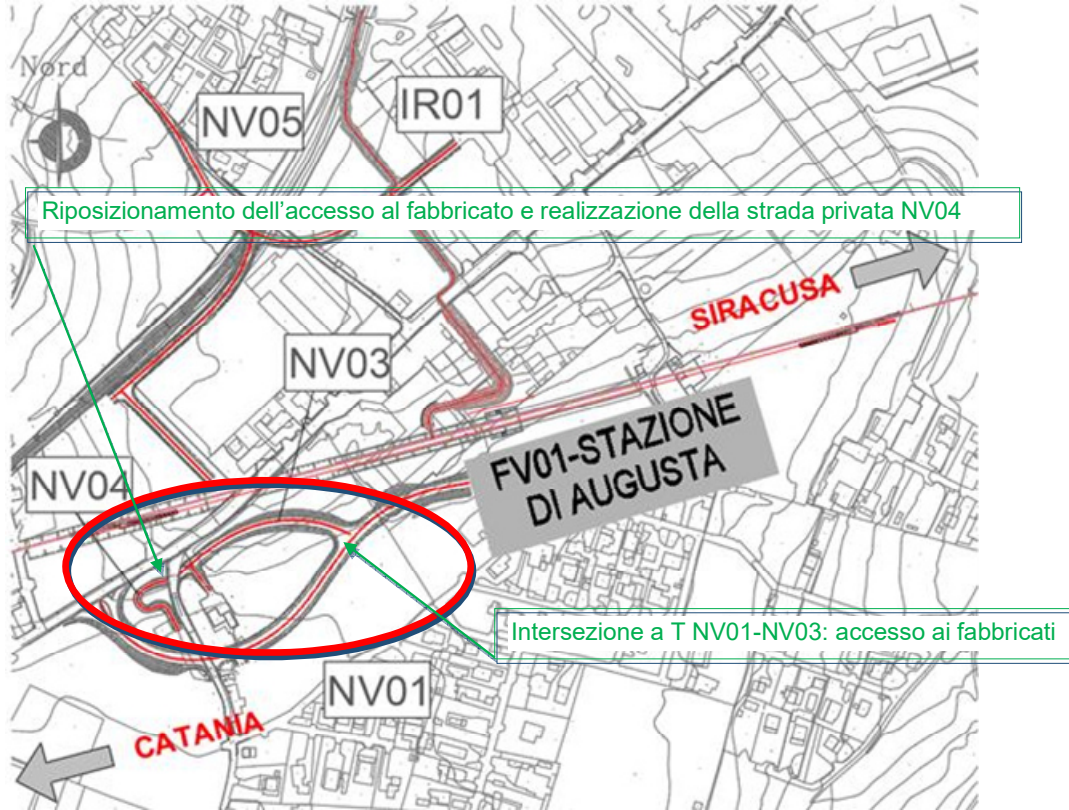 Nord
NV05
IR01
Riposizionamento dell'accesso al fabbricato e realizzazione della strada privata NV04
SIRACUSA
NV03
FV01-STAZIONE
DI AUGUSTA
NV04
Intersezione a T NV01-NV03: accesso ai fabbricati
NV01
CATANIA